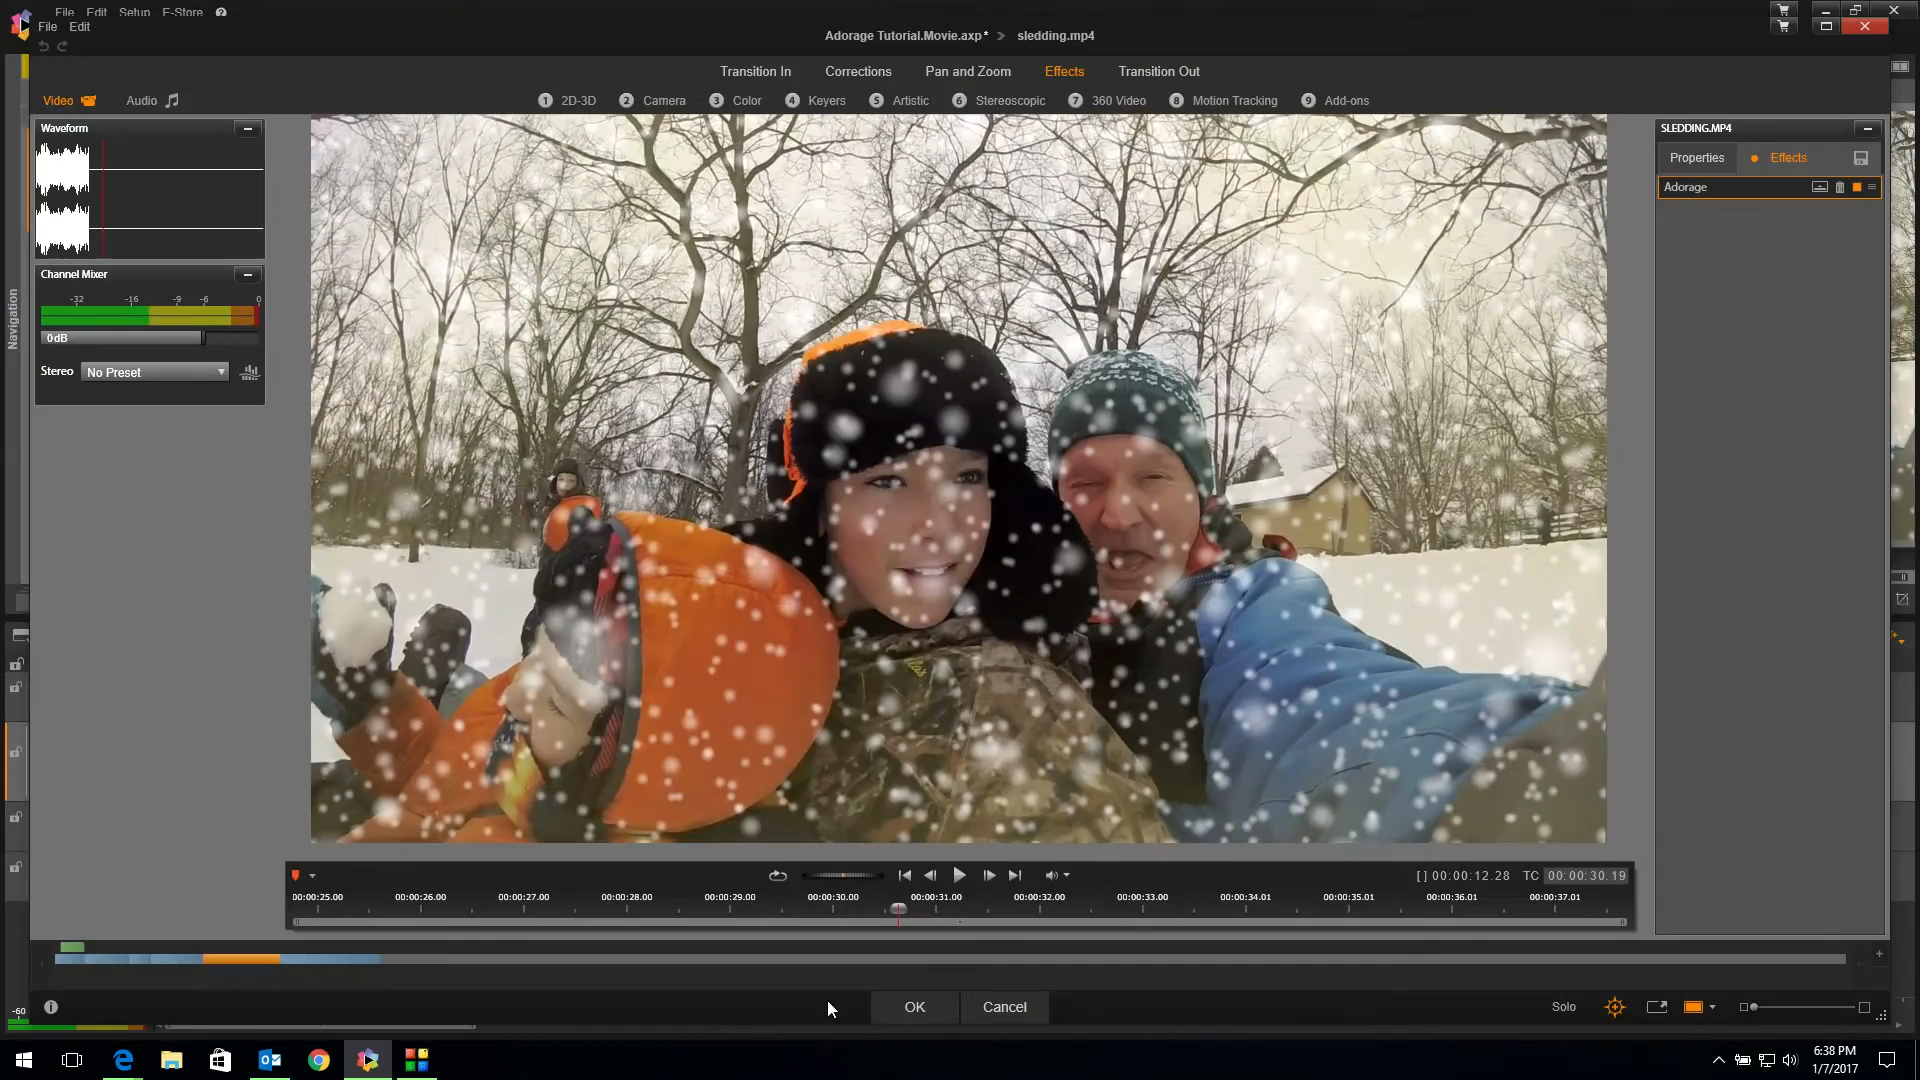 File Edit Setup E-Store ?
File Edit
Adorage Tutorial.Movie.axp* > sledding.mp4
Transition In Corrections Pan and Zoom Effects Transition Out
Video Audio
1 2D-3D 2 Camera 3 Color 4 Keyers 5 Artistic 6 Stereoscopic 7 360 Video 8 Motion Tracking 9 Add-ons
Waveform
SLEDDING.MP4
Properties Effects
Adorage
Channel Mixer
-32 -16 -9 -6 0
0dB
Stereo No Preset
Navigation
[ ] 00:00:12.28 TC 00:00:30.19
00:00:25.00 00:00:26.00 00:00:27.00 00:00:28.00 00:00:29.00 00:00:30.00 00:00:31.00 00:00:32.00 00:00:33.00 00:00:34.01 00:00:35.01 00:00:36.01 00:00:37.01
-60
OK Cancel
Solo
6:38 PM
1/7/2017